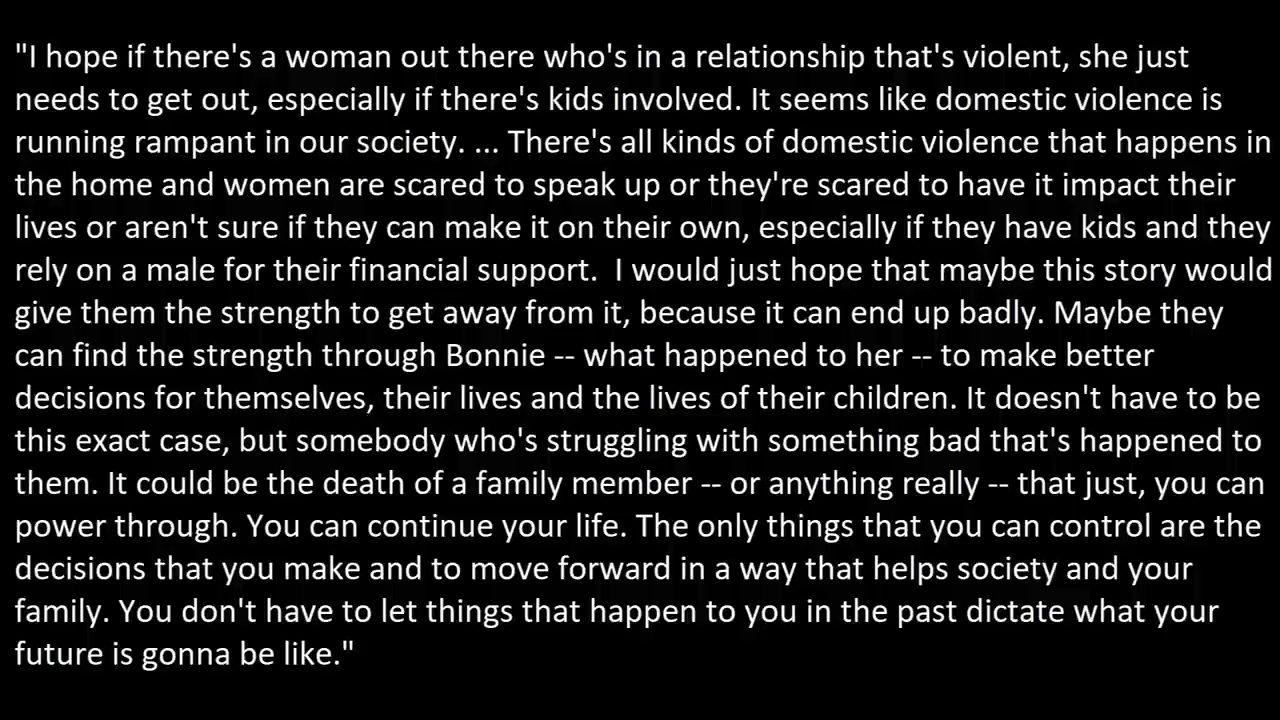 "I hope if there's a woman out there who's in a relationship that's violent, she just
needs to get out, especially if there's kids involved. It seems like domestic violence is
running rampant in our society. ... There's all kinds of domestic violence that happens in
the home and women are scared to speak up or they're scared to have it impact their
lives or aren't sure if they can make it on their own, especially if they have kids and they
rely on a male for their financial support.  I would just hope that maybe this story would
give them the strength to get away from it, because it can end up badly. Maybe they
can find the strength through Bonnie -- what happened to her -- to make better
decisions for themselves, their lives and the lives of their children. It doesn't have to be
this exact case, but somebody who's struggling with something bad that's happened to
them. It could be the death of a family member -- or anything really -- that just, you can
power through. You can continue your life. The only things that you can control are the
decisions that you make and to move forward in a way that helps society and your
family. You don't have to let things that happen to you in the past dictate what your
future is gonna be like."